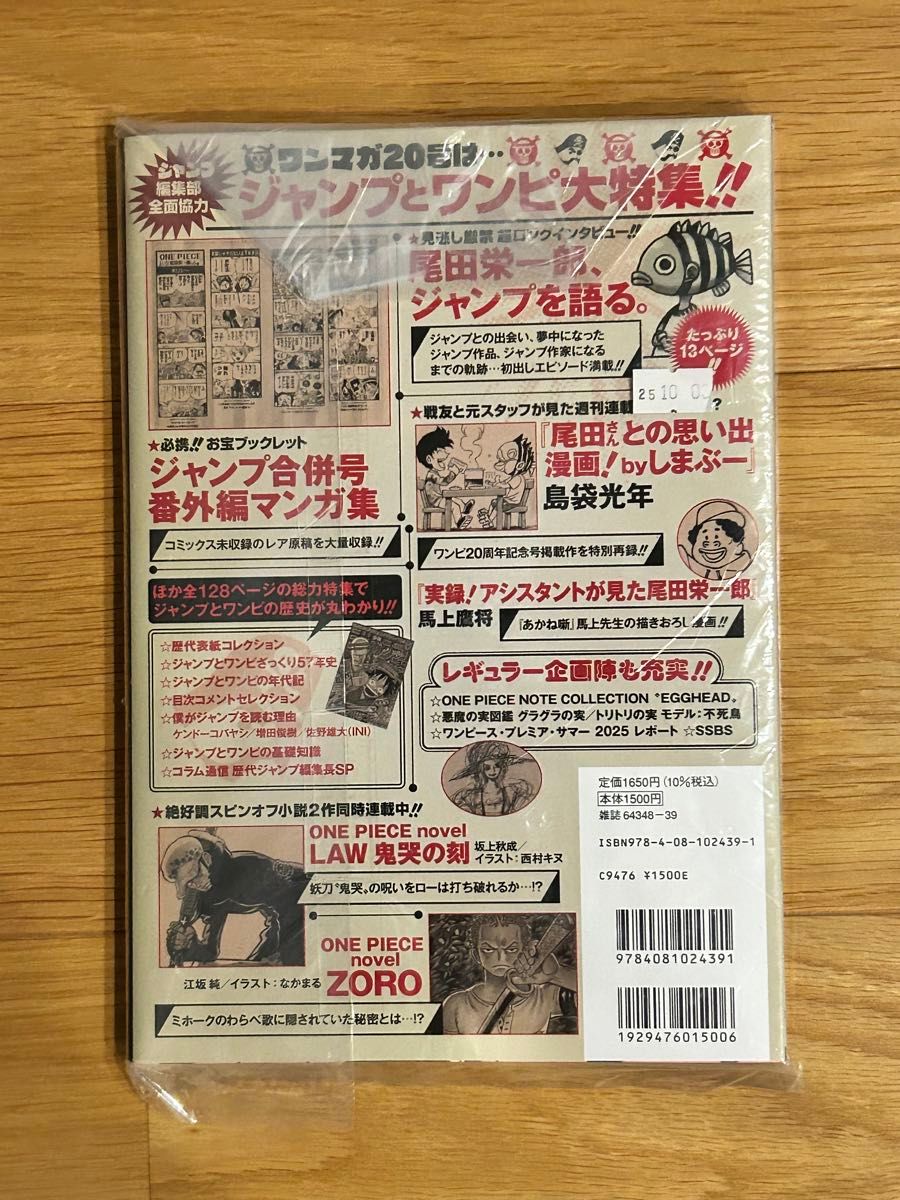 ジャンプ
編集部
全面協力
ワンマガ20号は…
ジャンプとワンピ大特集!!
ONE PIECE
★見逃し厳禁 超ロングインタビュー!!
尾田栄一郎、
ジャンプを語る。
ジャンプとの出会い、夢中になった
ジャンプ作品、ジャンプ作家になる
までの軌跡…初出しエピソード満載!!
たっぷり
13ページ
!!
25 10 03
★必携!! お宝ブックレット
ジャンプ合併号
番外編マンガ集
コミックス未収録のレア原稿を大量収録!!
★戦友と元スタッフが見た週刊連載
?
『尾田さんとの思い出
漫画!byしまぶー』
島袋光年
ワンピ20周年記念号掲載作を特別再録!!
『実録!アシスタントが見た尾田栄一郎』
馬上鷹将
『あかね噺』馬上先生の描きおろし漫画!!
ほか全128ページの総力特集で
ジャンプとワンピの歴史が丸わかり!!
☆歴代表紙コレクション
☆ジャンプとワンピざっくり57年史
☆ジャンプとワンピの年代記
☆目次コメントセレクション
☆僕がジャンプを読む理由
ケンドーコバヤシ/増田俊樹/佐野雄大(INI)
☆ジャンプとワンピの基礎知識
☆コラム通信 歴代ジャンプ編集長SP
レギュラー企画陣も充実!!
☆ONE PIECE NOTE COLLECTION "EGGHEAD"
☆悪魔の実図鑑 グラグラの実/トリトリの実 モデル:不死鳥
☆ワンピース・プレミア・サマー 2025 レポート ☆SSBS
★絶好調スピンオフ小説2作同時連載中!!
ONE PIECE novel
LAW 鬼哭の刻
坂上秋成/
イラスト:西村キヌ
妖刀"鬼哭"の呪いをローは打ち破れるか…!?
ONE PIECE
novel
ZORO
江坂 純/イラスト:なかまる
ミホークのわらべ歌に隠されていた秘密とは…!?
定価1650円(10%税込)
本体1500円
雑誌 64348-39
ISBN978-4-08-102439-1
C9476 ¥1500E
9784081024391
1929476015006